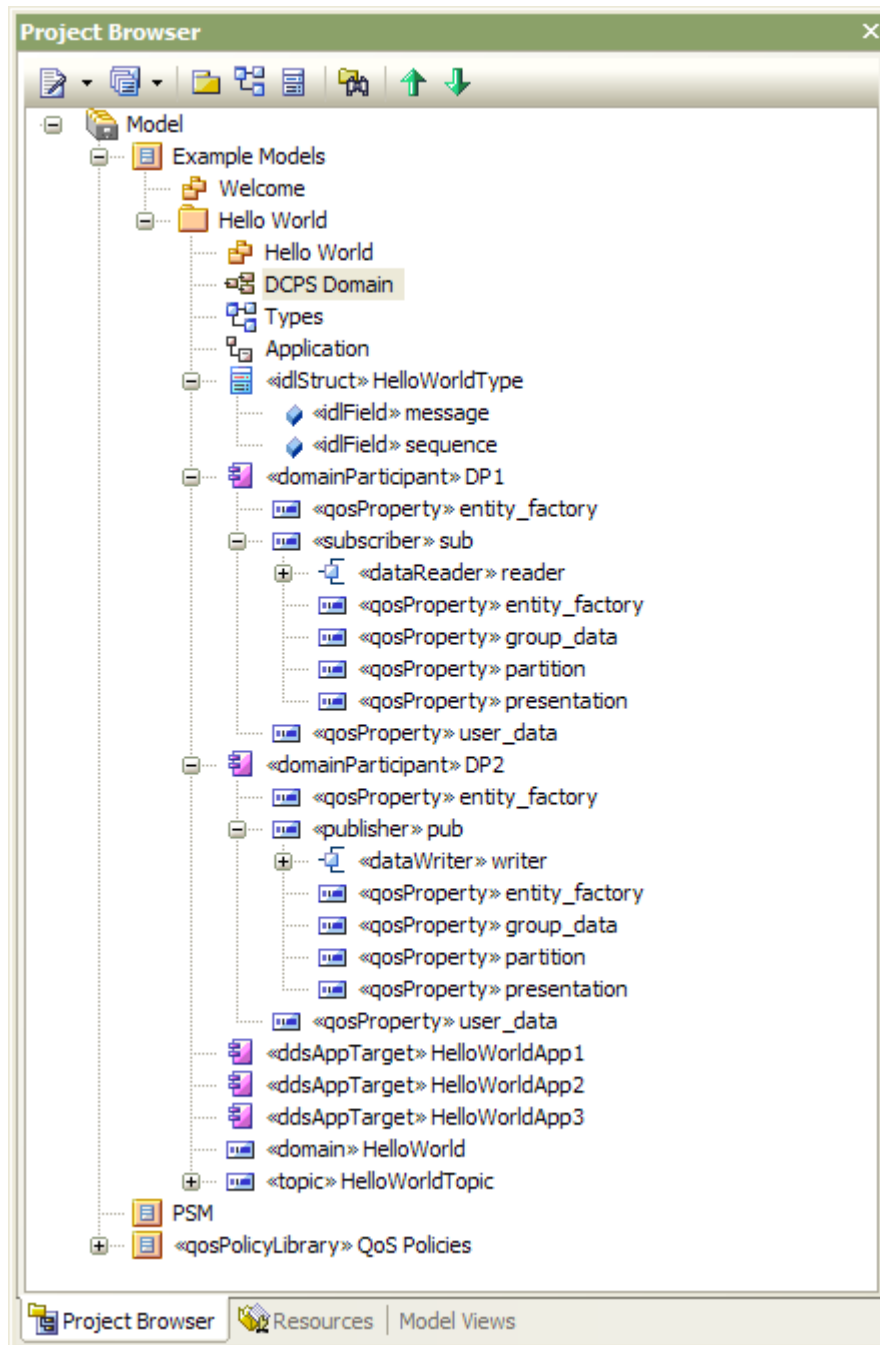 Project Browser
Model
Example Models
Welcome
Hello World
Hello World
DCPS Domain
Types
Application
«idlStruct» HelloWorldType
«idlField» message
«idlField» sequence
«domainParticipant» DP1
«qosProperty» entity_factory
«subscriber» sub
«dataReader» reader
«qosProperty» entity_factory
«qosProperty» group_data
«qosProperty» partition
«qosProperty» presentation
«qosProperty» user_data
«domainParticipant» DP2
«qosProperty» entity_factory
«publisher» pub
«dataWriter» writer
«qosProperty» entity_factory
«qosProperty» group_data
«qosProperty» partition
«qosProperty» presentation
«qosProperty» user_data
«ddsAppTarget» HelloWorldApp1
«ddsAppTarget» HelloWorldApp2
«ddsAppTarget» HelloWorldApp3
«domain» HelloWorld
«topic» HelloWorldTopic
PSM
«qosPolicyLibrary» QoS Policies
Project Browser Resources Model Views